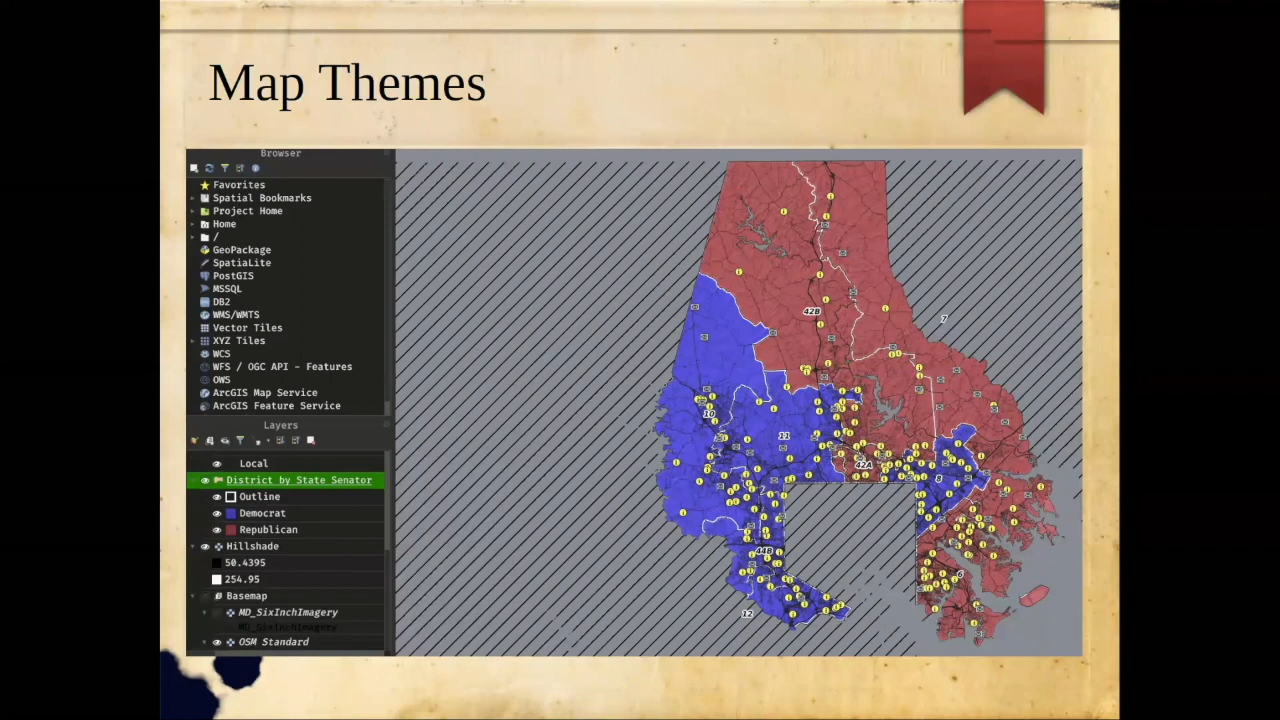 Map Themes
Browser
Favorites
Spatial Bookmarks
Project Home
Home
/
GeoPackage
SpatiaLite
PostGIS
MSSQL
DB2
WMS/WMTS
Vector Tiles
XYZ Tiles
WCS
WFS / OGC API - Features
OWS
ArcGIS Map Service
ArcGIS Feature Service
Layers
Local
District by State Senator
Outline
Democrat
Republican
Hillshade
50.4395
254.95
Basemap
MD_SixInchImagery
MD_SixInchImagery
OSM Standard
42B
7
10
11
42A
8
44B
6
12